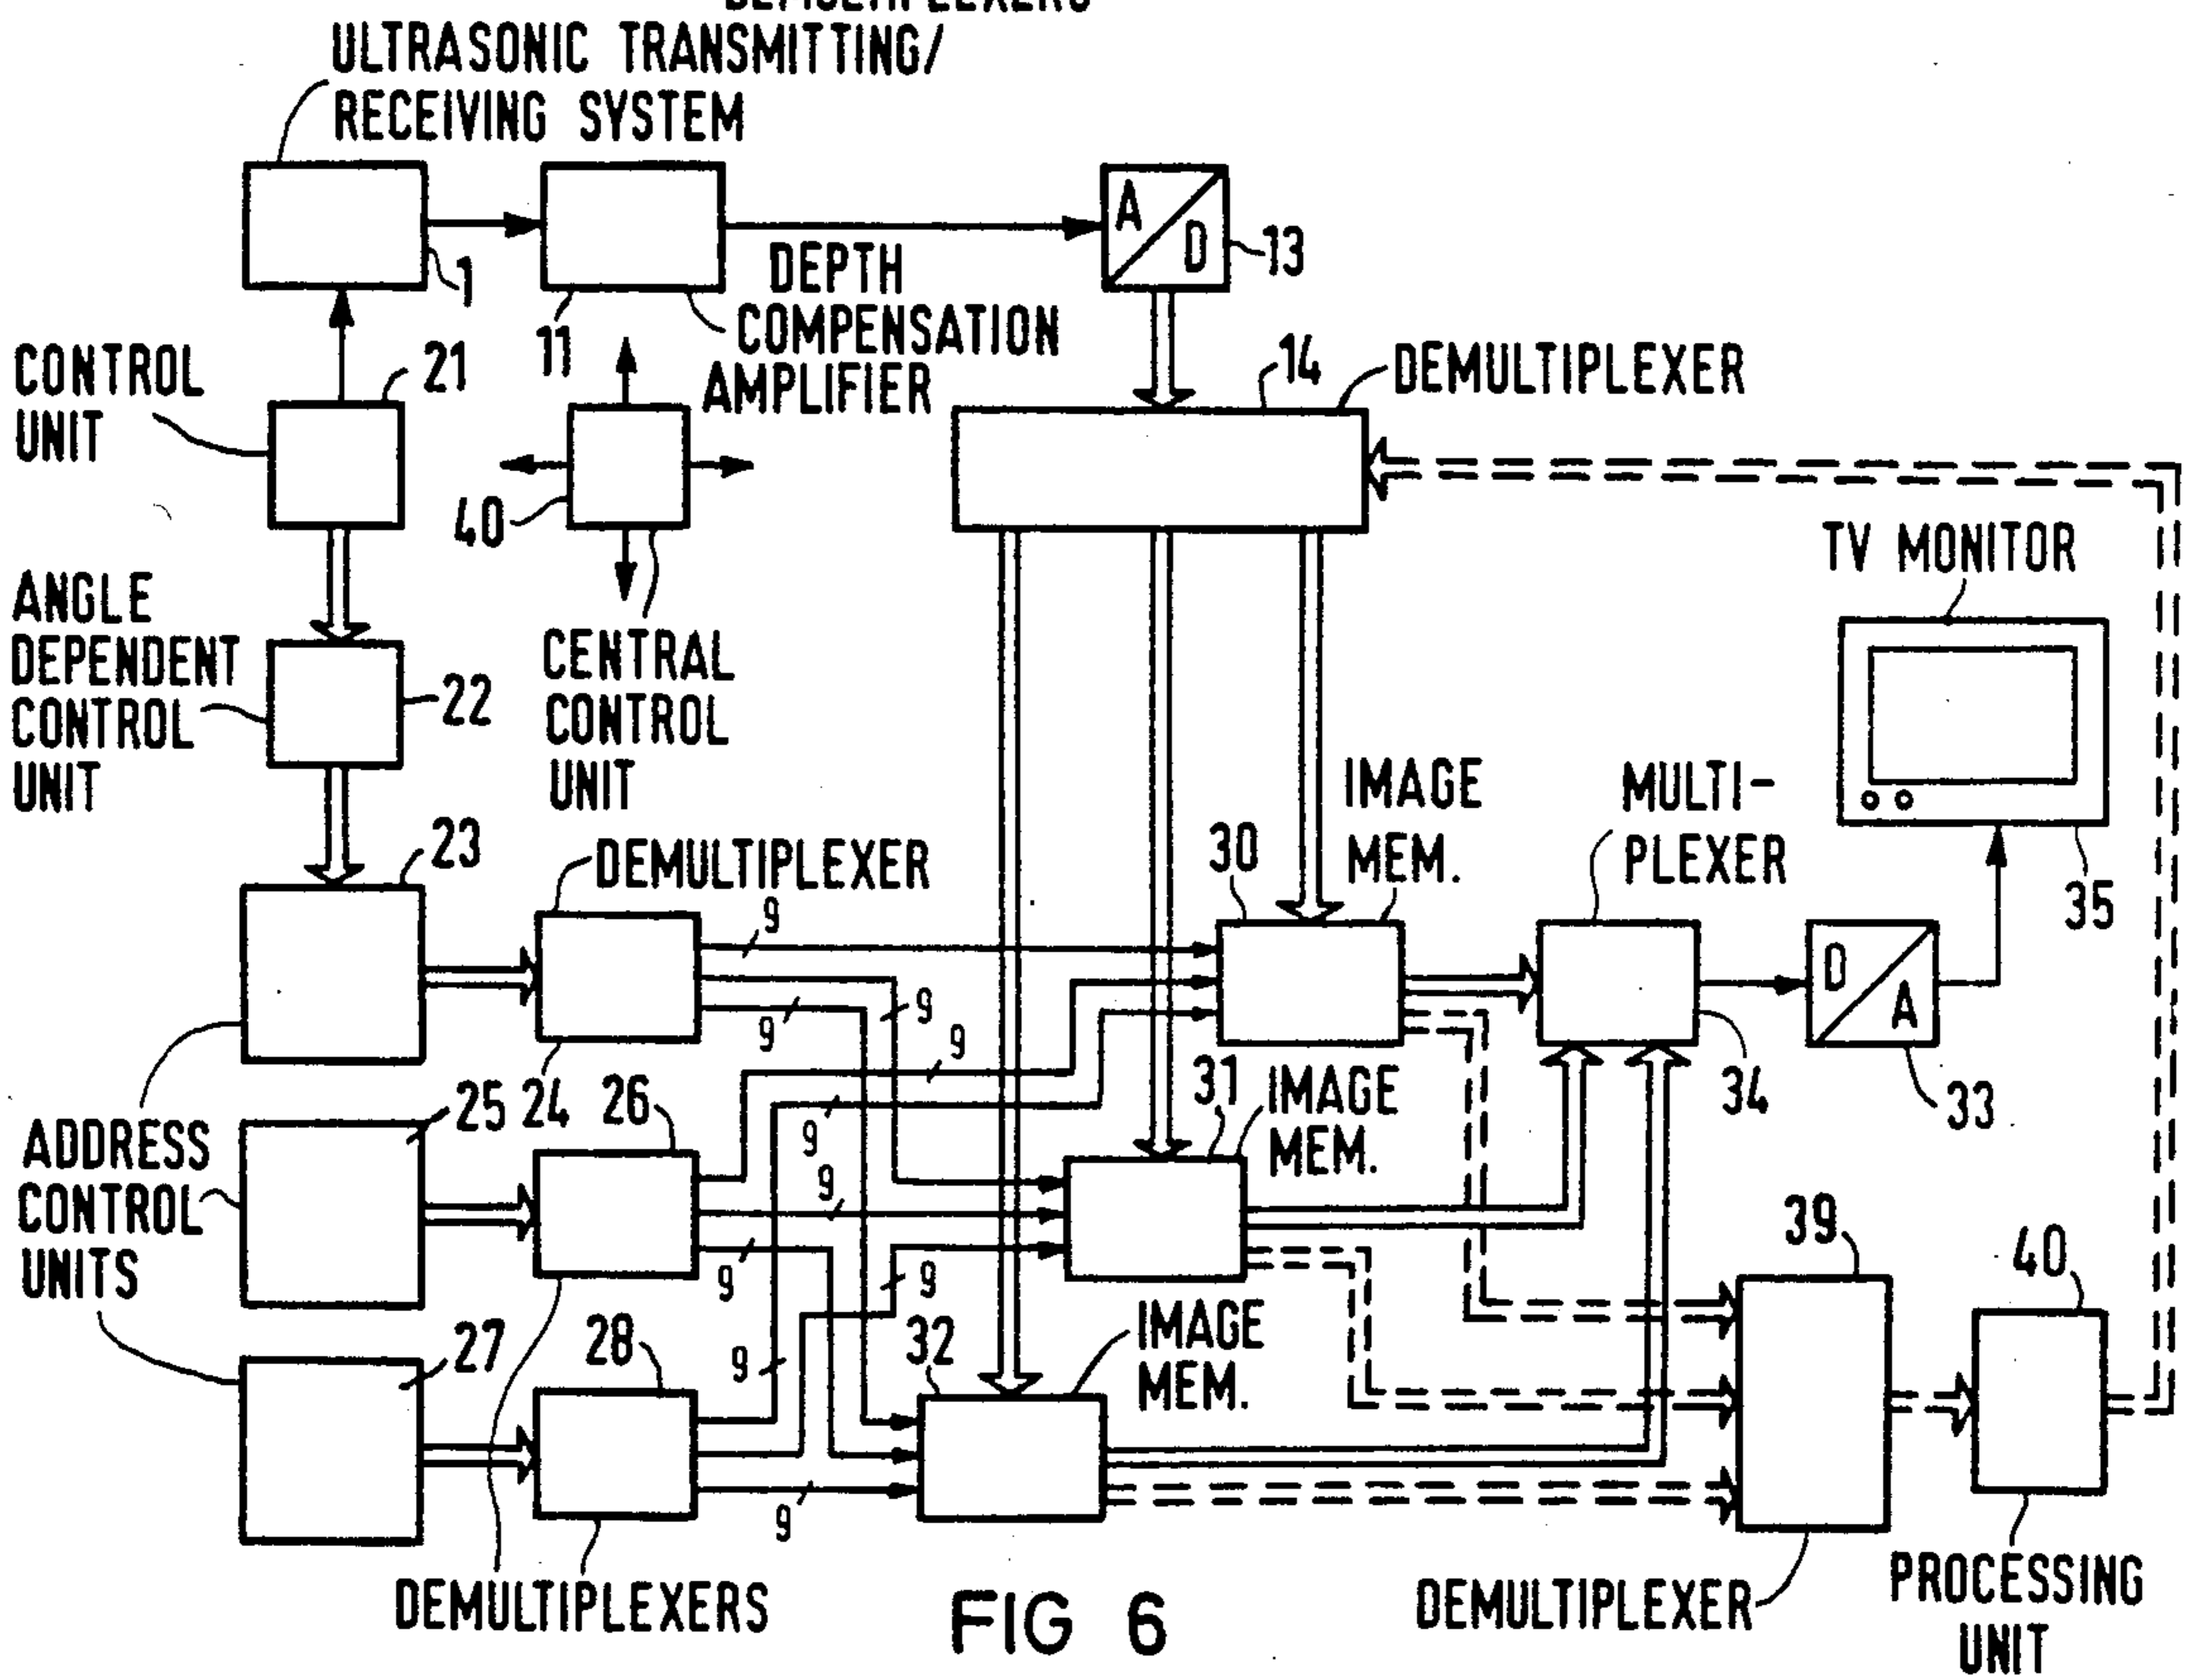 DEMULTIPLEXERS
ULTRASONIC TRANSMITTING/
RECEIVING SYSTEM
1
11
DEPTH
COMPENSATION
AMPLIFIER
A
D
13
CONTROL
UNIT
21
40
CENTRAL
CONTROL
UNIT
14
DEMULTIPLEXER
ANGLE
DEPENDENT
CONTROL
UNIT
22
TV MONITOR
35
23
DEMULTIPLEXER
24
9
9
9
9
9
30
IMAGE
MEM.
MULTI-
PLEXER
34
D
A
33
ADDRESS
CONTROL
UNITS
25
26
9
9
9
31
IMAGE
MEM.
27
28
9
9
32
IMAGE
MEM.
39
40
DEMULTIPLEXERS
DEMULTIPLEXER
PROCESSING
UNIT
FIG 6